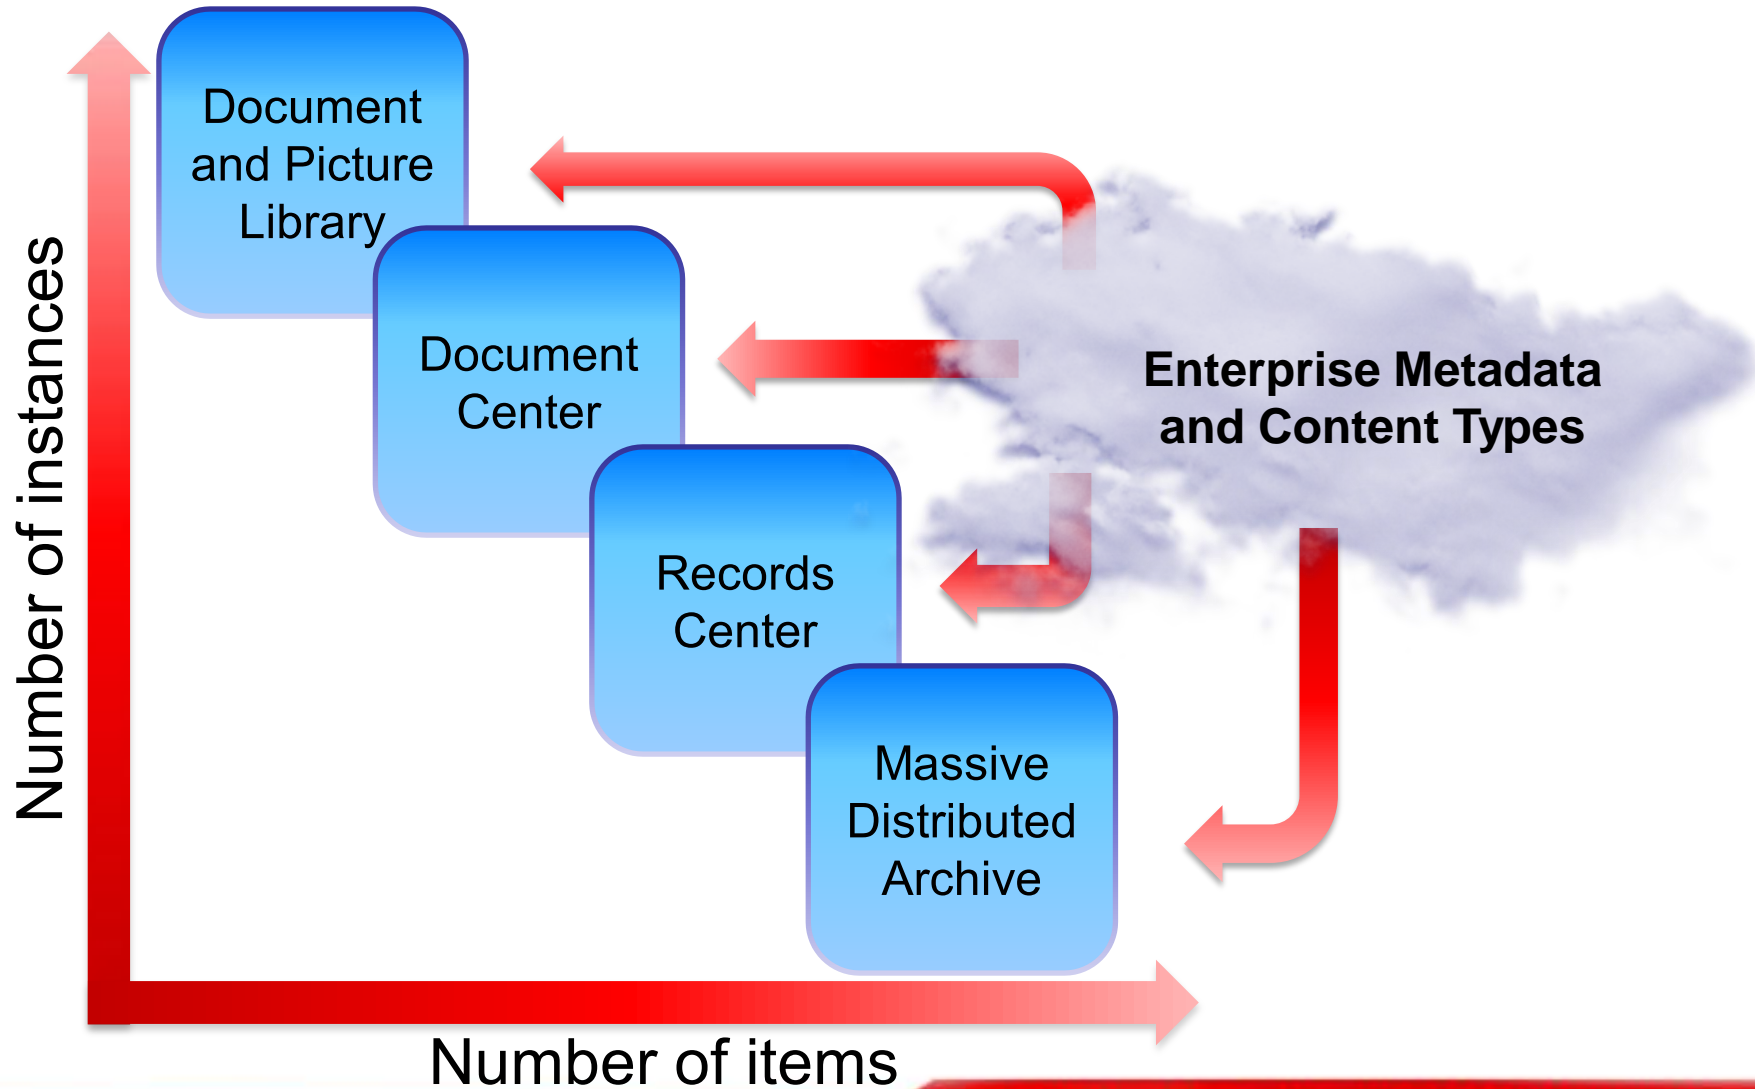 Document
and Picture
Library
Document
Center
Records
Center
Massive
Distributed
Archive
Enterprise Metadata
and Content Types
Number of instances
Number of items